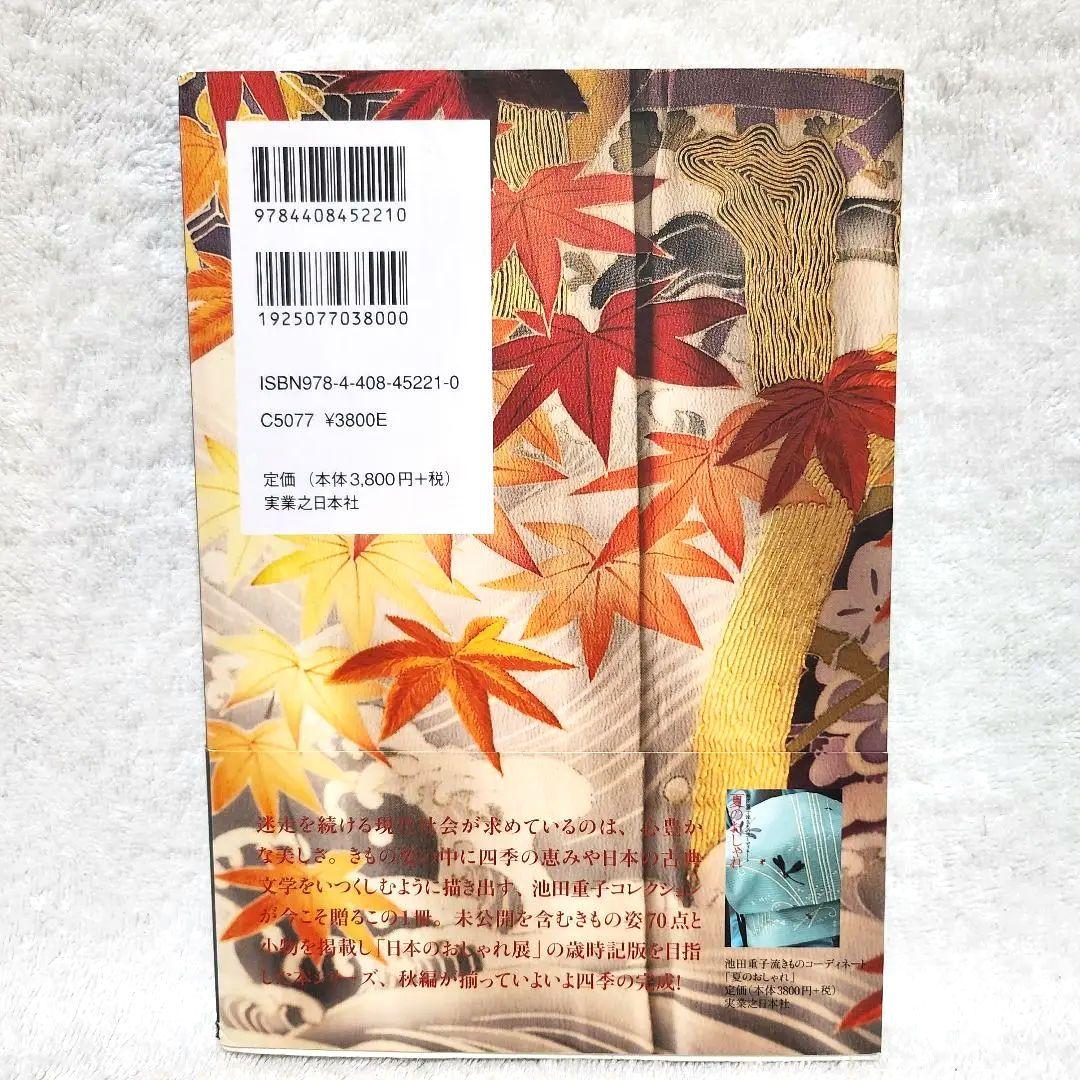 9784408452210
1925077038000
ISBN978-4-408-45221-0
C5077 ¥3800E
定価 （本体3,800円+税）
実業之日本社
迷走を続ける現代社会が求めているのは、心豊か
な美しさ。きもの姿の中に四季の恵みや日本の古典
文学をいつくしむように描き出す、池田重子コレクション
が今こそ贈るこの1冊。未公開を含むきもの姿70点と
小物を掲載し「日本のおしゃれ展」の歳時記版を目指
した本シリーズ、秋編が揃っていよいよ四季の完成!
夏のおしゃれ
池田重子流きものコーディネート
「夏のおしゃれ」
定価（本体3800円+税）
実業之日本社